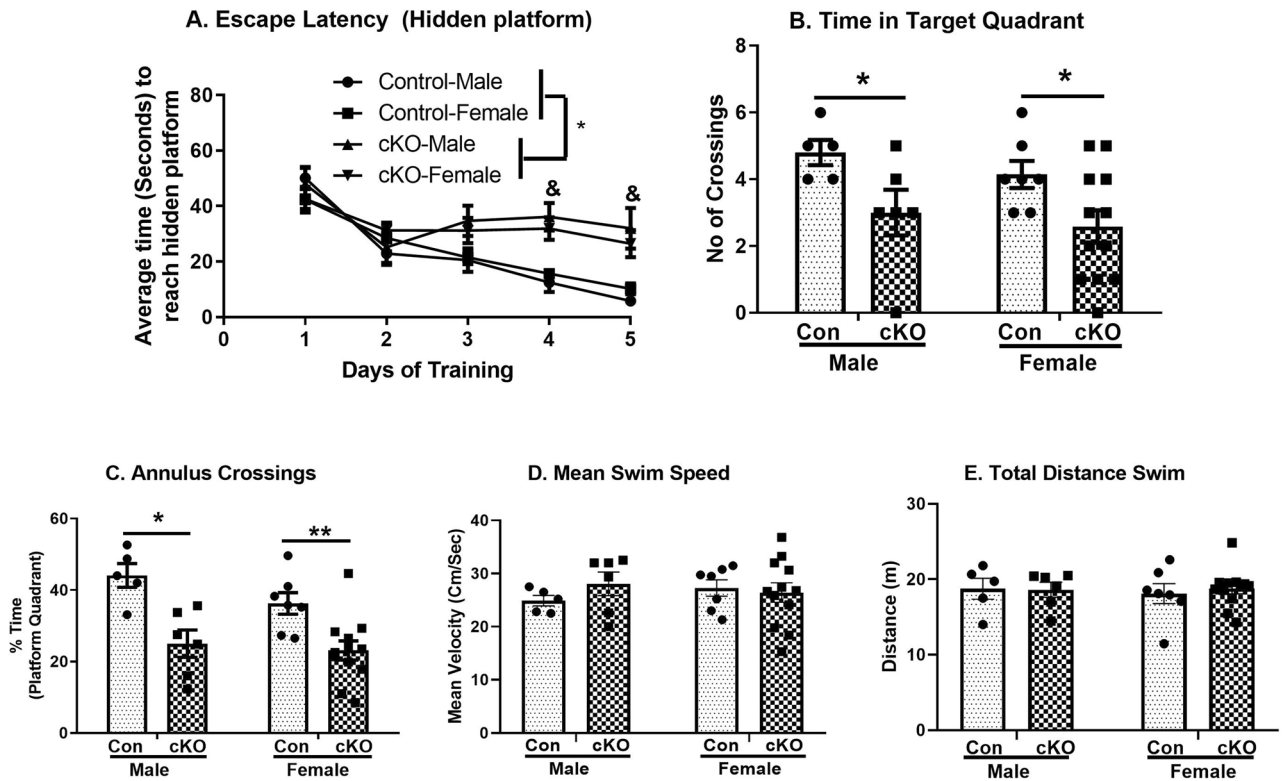 A. Escape Latency (Hidden platform)
Average time (Seconds) to
reach hidden platform
80
60
40
20
0
Control-Male
Control-Female
cKO-Male
cKO-Female
*
& &
0 1 2 3 4 5
Days of Training
B. Time in Target Quadrant
No of Crossings
8
6
4
2
0
* *
Con cKO Con cKO
Male Female
C. Annulus Crossings
% Time
(Platform Quadrant)
60
40
20
0
* **
Con cKO Con cKO
Male Female
D. Mean Swim Speed
Mean Velocity (Cm/Sec)
40
30
20
10
0
Con cKO Con cKO
Male Female
E. Total Distance Swim
Distance (m)
30
20
10
0
Con cKO Con cKO
Male Female